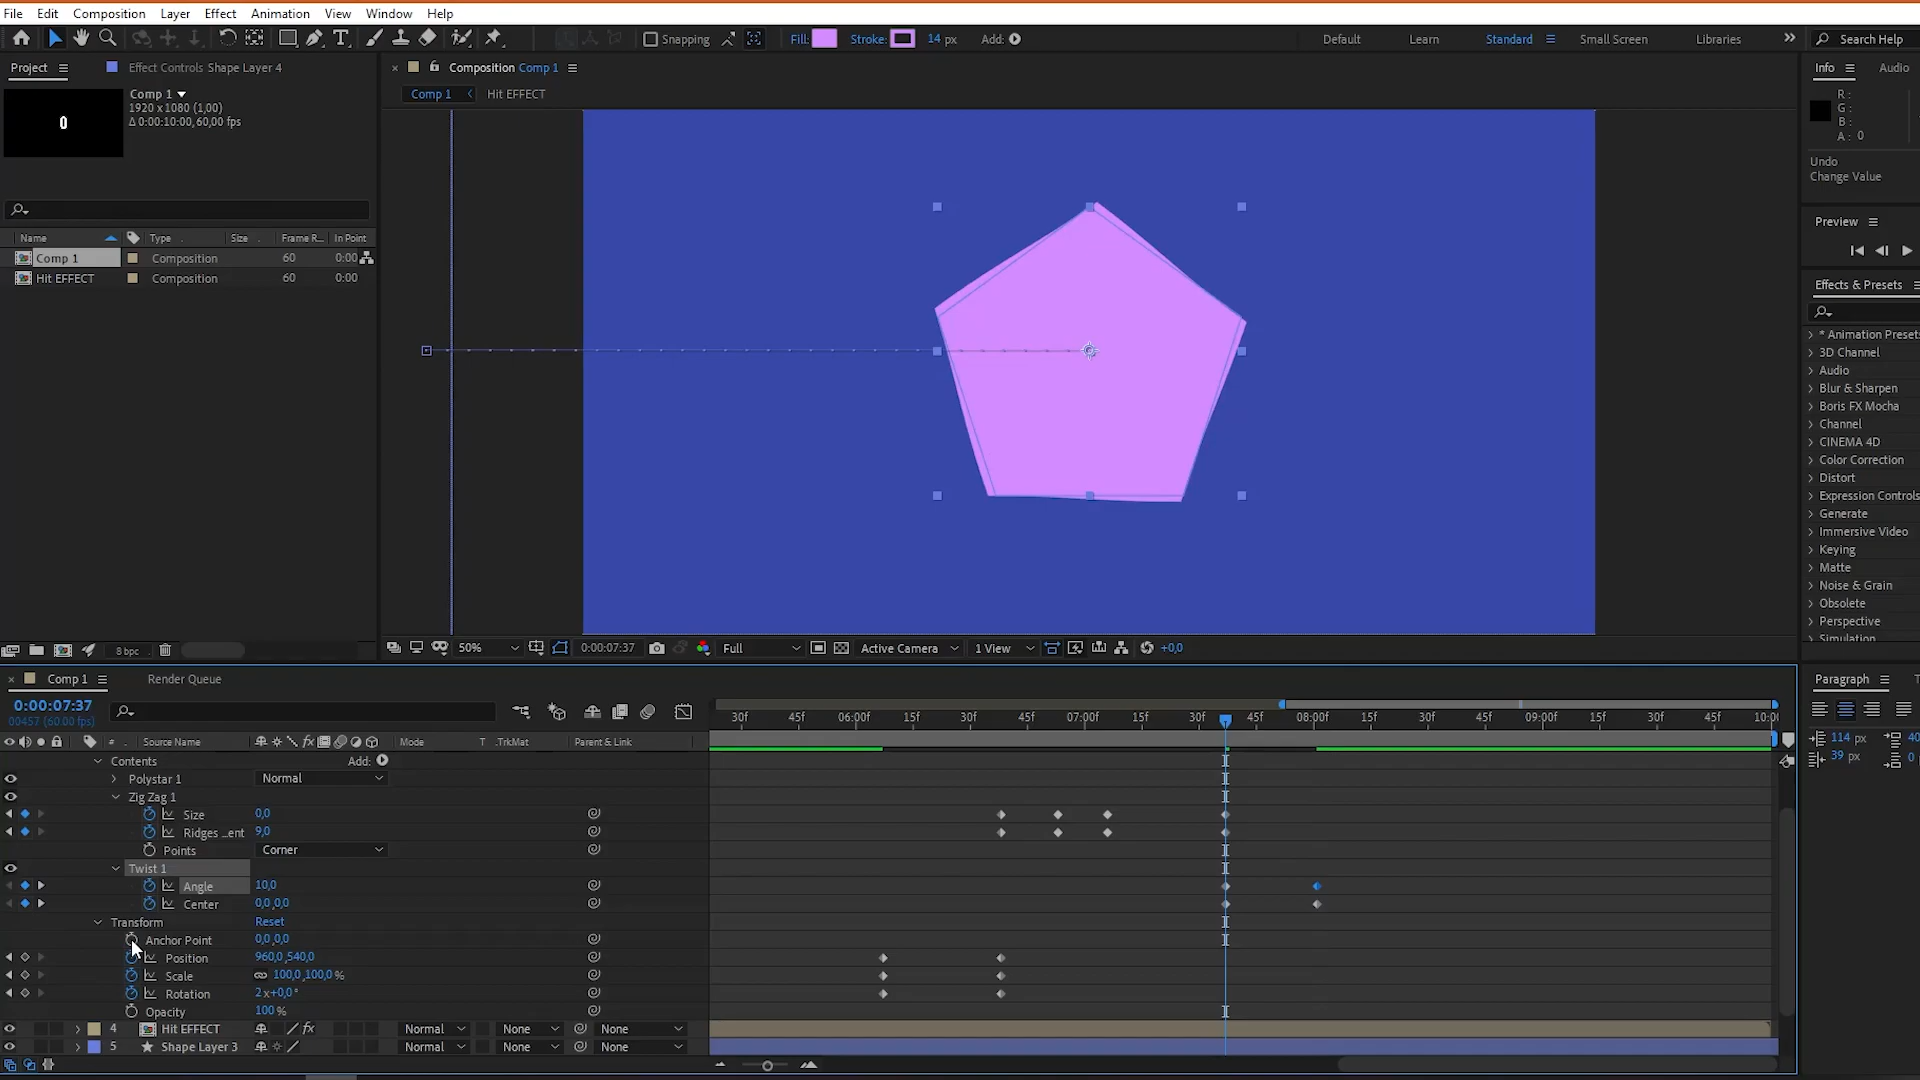 File Edit Composition Layer Effect Animation View Window Help
Snapping Fill: Stroke: 14 px Add: Default Learn Standard Small Screen Libraries Search Help
Project Effect Controls Shape Layer 4 Composition Comp 1 Info Audio
Comp 1 Comp 1 Hit EFFECT
1920 x 1080 (1,00)
Δ 0:00:10:00, 60,00 fps
0
R :
G :
B :
A : 0
Undo
Change Value
Preview
Name Type Size Frame R... In Point
Comp 1 Composition 60 0:00
Hit EFFECT Composition 60 0:00
Effects & Presets
* Animation Presets
3D Channel
Audio
Blur & Sharpen
Boris FX Mocha
Channel
CINEMA 4D
Color Correction
Distort
Expression Controls
Generate
Immersive Video
Keying
Matte
Noise & Grain
Obsolete
Perspective
Simulation
8 bpc 50% 0:00:07:37 Full Active Camera 1 View +0,0
Comp 1 Render Queue Paragraph
0:00:07:37
00457 (60.00 fps)
30f 45f 06:00f 15f 30f 45f 07:00f 15f 30f 45f 08:00f 15f 30f 45f 09:00f 15f 30f 45f 10:0
# Source Name fx Mode T .TrkMat Parent & Link
114 px 40
39 px 0
Contents Add:
Polystar 1 Normal
Zig Zag 1
Size 0,0
Ridges ...ent 9,0
Points Corner
Twist 1
Angle 10,0
Center 0,0,0,0
Transform Reset
Anchor Point 0,0,0,0
Position 960,0,540,0
Scale 100,0,100,0 %
Rotation 2x+0,0°
Opacity 100 %
4 Hit EFFECT fx Normal None None
5 Shape Layer 3 Normal None None